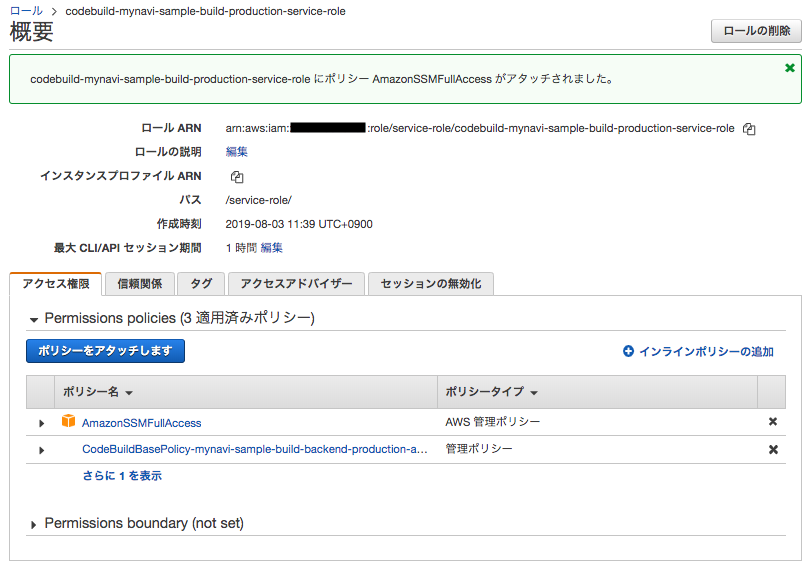 ロール > codebuild-mynavi-sample-build-production-service-role
概要
ロールの削除
codebuild-mynavi-sample-build-production-service-role にポリシー AmazonSSMFullAccess がアタッチされました。
ロール ARN arn:aws:iam: :role/service-role/codebuild-mynavi-sample-build-production-service-role
ロールの説明 編集
インスタンスプロファイル ARN
パス /service-role/
作成時刻 2019-08-03 11:39 UTC+0900
最大 CLI/API セッション期間 1 時間 編集
アクセス権限 信頼関係 タグ アクセスアドバイザー セッションの無効化
Permissions policies (3 適用済みポリシー)
ポリシーをアタッチします インラインポリシーの追加
ポリシー名 ポリシータイプ
AmazonSSMFullAccess AWS 管理ポリシー
CodeBuildBasePolicy-mynavi-sample-build-backend-production-a... 管理ポリシー
さらに 1 を表示
Permissions boundary (not set)